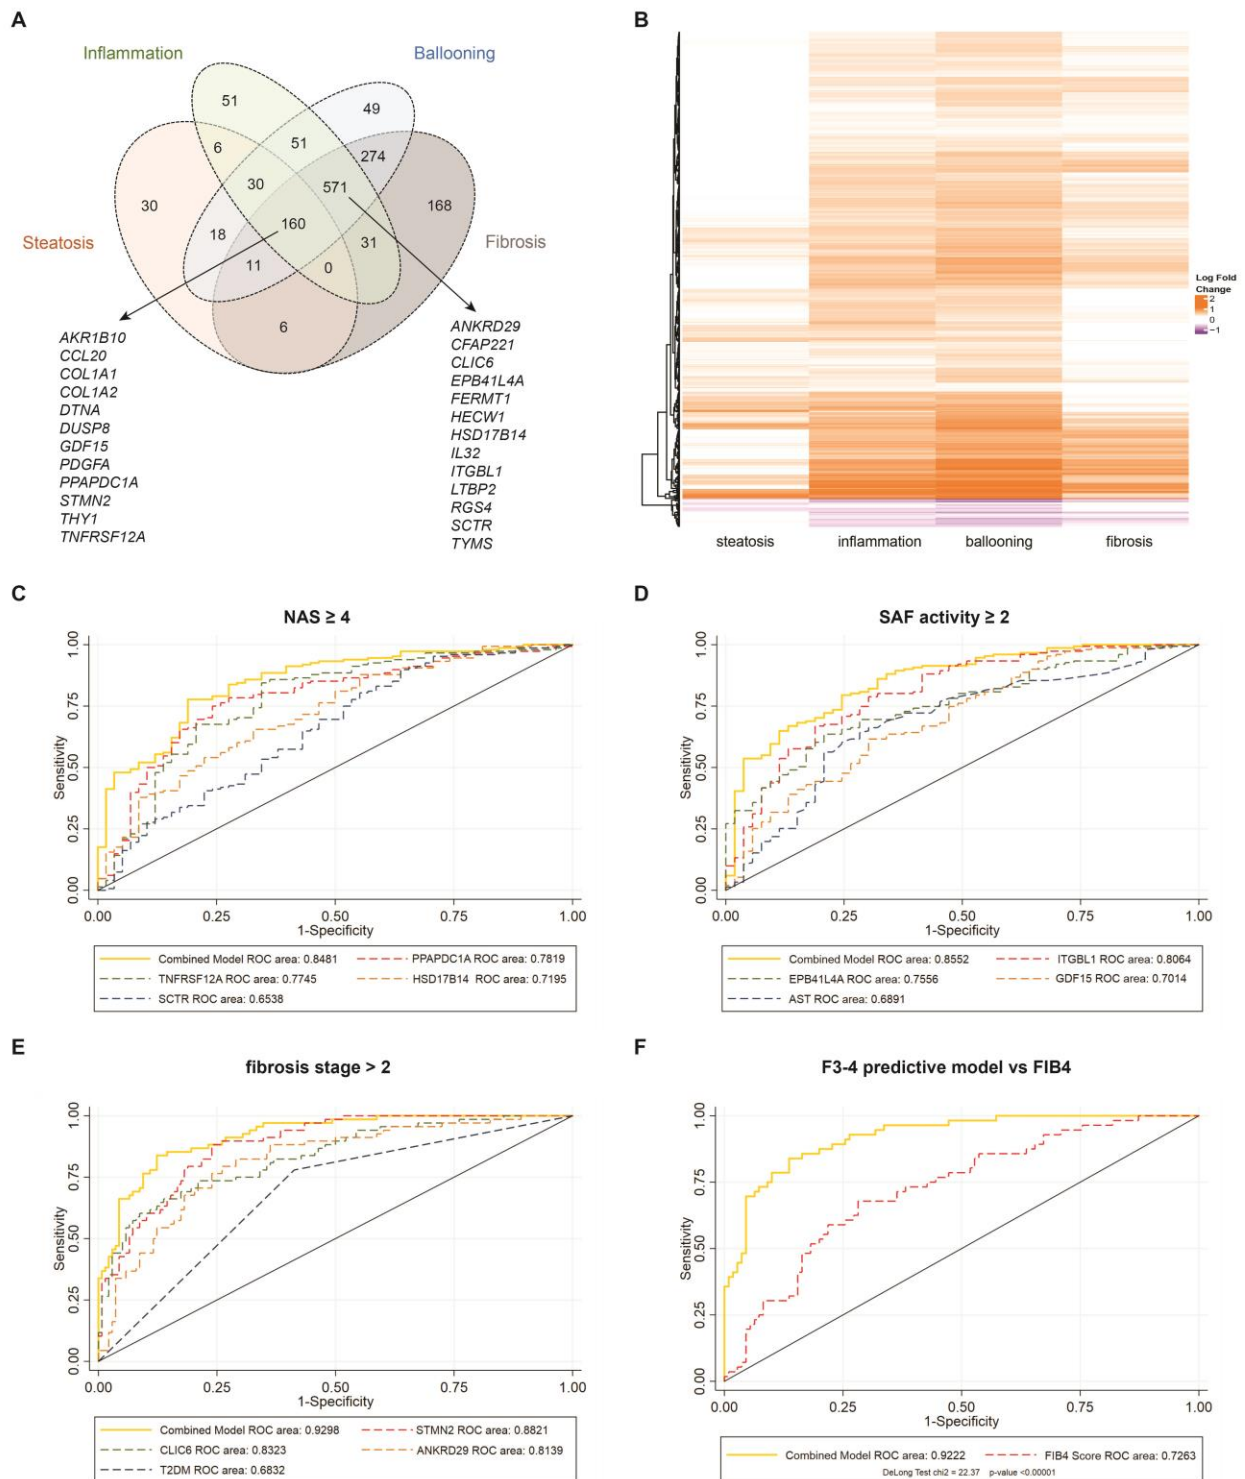 A
Inflammation
Ballooning
Steatosis
Fibrosis
51
49
6
51
274
30
571
30
168
18
160
31
11
0
6
AKR1B10
CCL20
COL1A1
COL1A2
DTNA
DUSP8
GDF15
PDGFA
PPAPDC1A
STMN2
THY1
TNFRSF12A
ANKRD29
CFAP221
CLIC6
EPB41L4A
FERMT1
HECW1
HSD17B14
IL32
ITGBL1
LTBP2
RGS4
SCTR
TYMS
B
Log Fold
Change
2
1
0
−1
steatosis
inflammation
ballooning
fibrosis
C
NAS ≥ 4
Sensitivity
1.00
0.75
0.50
0.25
0.00
0.00
0.25
0.50
0.75
1.00
1-Specificity
Combined Model ROC area: 0.8481
PPAPDC1A ROC area: 0.7819
TNFRSF12A ROC area: 0.7745
HSD17B14 ROC area: 0.7195
SCTR ROC area: 0.6538
D
SAF activity ≥ 2
Sensitivity
1.00
0.75
0.50
0.25
0.00
0.00
0.25
0.50
0.75
1.00
1-Specificity
Combined Model ROC area: 0.8552
ITGBL1 ROC area: 0.8064
EPB41L4A ROC area: 0.7556
GDF15 ROC area: 0.7014
AST ROC area: 0.6891
E
fibrosis stage > 2
Sensitivity
1.00
0.75
0.50
0.25
0.00
0.00
0.25
0.50
0.75
1.00
1-Specificity
Combined Model ROC area: 0.9298
STMN2 ROC area: 0.8821
CLIC6 ROC area: 0.8323
ANKRD29 ROC area: 0.8139
T2DM ROC area: 0.6832
F
F3-4 predictive model vs FIB4
Sensitivity
1.00
0.75
0.50
0.25
0.00
0.00
0.25
0.50
0.75
1.00
1-Specificity
Combined Model ROC area: 0.9222
FIB4 Score ROC area: 0.7263
DeLong Test chi2 = 22.37 p-value <0.00001